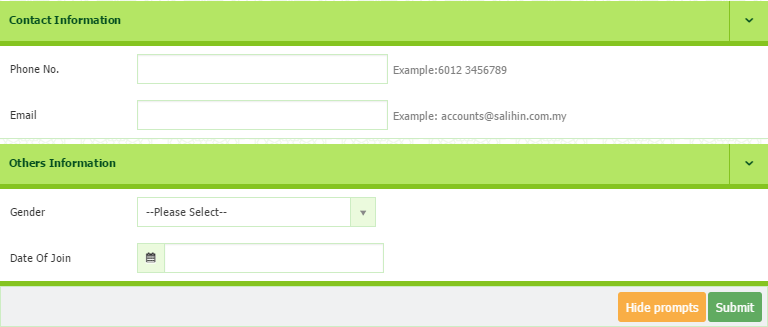 Contact Information
Phone No.
Example:6012 3456789
Email
Example: accounts@salihin.com.my
Others Information
Gender
--Please Select--
Date Of Join
Hide prompts
Submit